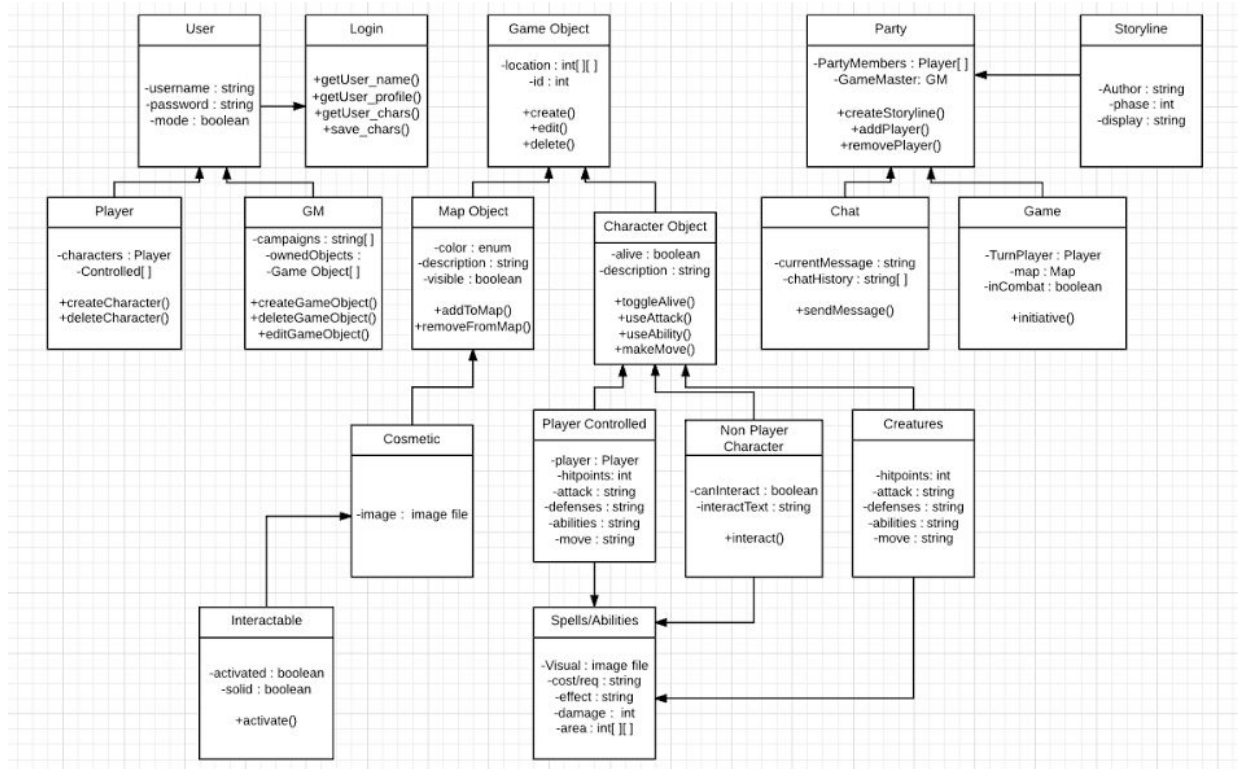 User
-username : string
-password : string
-mode : boolean
Login
+getUser_name()
+getUser_profile()
+getUser_chars()
+save_chars()
Game Object
-location : int[ ][ ]
-id : int
+create()
+edit()
+delete()
Party
-PartyMembers : Player[ ]
-GameMaster: GM
+createStoryline()
+addPlayer()
+removePlayer()
Storyline
-Author : string
-phase : int
-display : string
Player
-characters : Player
-Controlled[ ]
+createCharacter()
+deleteCharacter()
GM
-campaigns : string[ ]
-ownedObjects :
-Game Object[ ]
+createGameObject()
+deleteGameObject()
+editGameObject()
Map Object
-color : enum
-description : string
-visible : boolean
+addToMap()
+removeFromMap()
Character Object
-alive : boolean
-description : string
+toggleAlive()
+useAttack()
+useAbility()
+makeMove()
Chat
-currentMessage : string
-chatHistory : string[ ]
+sendMessage()
Game
-TurnPlayer : Player
-map : Map
-inCombat : boolean
+initiative()
Cosmetic
-image : image file
Player Controlled
-player : Player
-hitpoints: int
-attack : string
-defenses : string
-abilities : string
-move : string
Non Player
Character
-canInteract : boolean
-interactText : string
+interact()
Creatures
-hitpoints: int
-attack : string
-defenses : string
-abilities : string
-move : string
Interactable
-activated : boolean
-solid : boolean
+activate()
Spells/Abilities
-Visual : image file
-cost/req : string
-effect : string
-damage : int
-area : int[ ][ ]